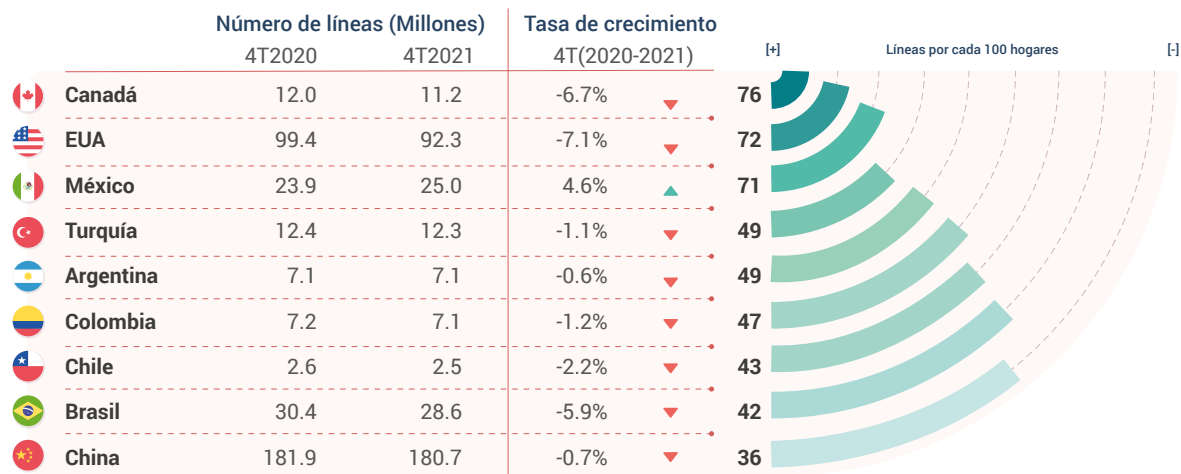 Número de líneas (Millones) Tasa de crecimiento
4T2020 4T2021 4T(2020-2021) [+] Líneas por cada 100 hogares [-]
Canadá 12.0 11.2 -6.7% 76
EUA 99.4 92.3 -7.1% 72
México 23.9 25.0 4.6% 71
Turquía 12.4 12.3 -1.1% 49
Argentina 7.1 7.1 -0.6% 49
Colombia 7.2 7.1 -1.2% 47
Chile 2.6 2.5 -2.2% 43
Brasil 30.4 28.6 -5.9% 42
China 181.9 180.7 -0.7% 36